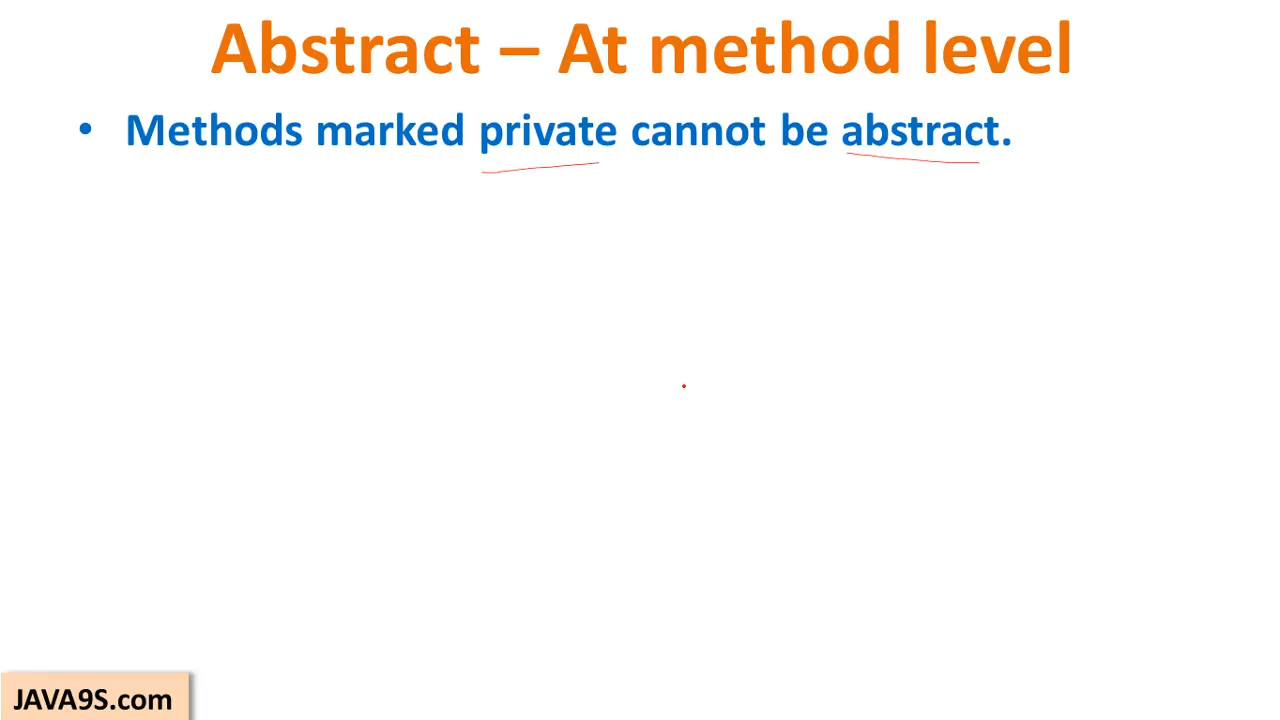 Abstract – At method level
• Methods marked private cannot be abstract.
JAVA9S.com